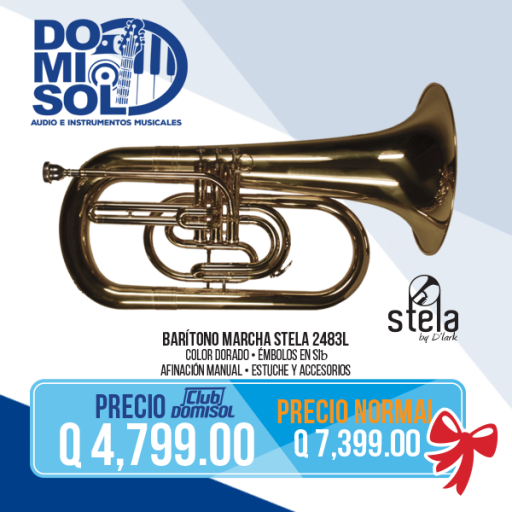 DO
MI
SOL
AUDIO E INSTRUMENTOS MUSICALES
stela
by D'lark
BARÍTONO MARCHA STELA 2483L
COLOR DORADO • ÉMBOLOS EN SIb
AFINACIÓN MANUAL • ESTUCHE Y ACCESORIOS
PRECIO Club DOMISOL
Q 4,799.00
PRECIO NORMAL
Q 7,399.00